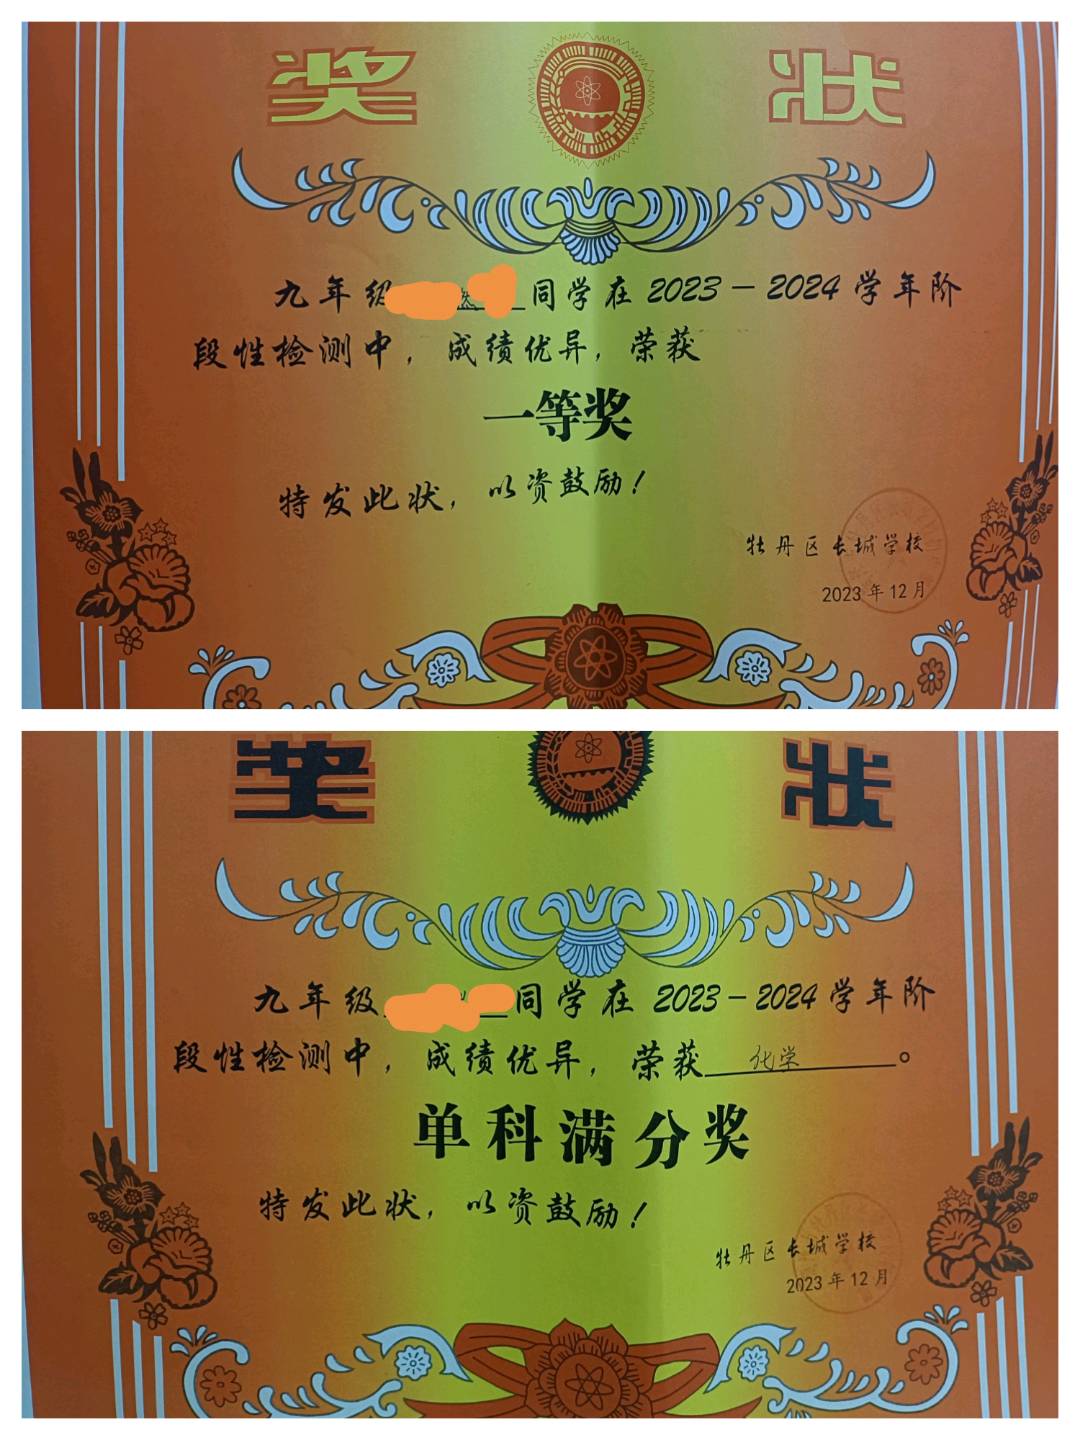 奖 状
九年级 同学在 2023－2024 学年阶
段性检测中，成绩优异，荣获
一等奖
特发此状，以资鼓励！
牡丹区长城学校
2023 年 12 月
奖 状
九年级 同学在 2023－2024 学年阶
段性检测中，成绩优异，荣获 化学 。
单科满分奖
特发此状，以资鼓励！
牡丹区长城学校
2023 年 12 月